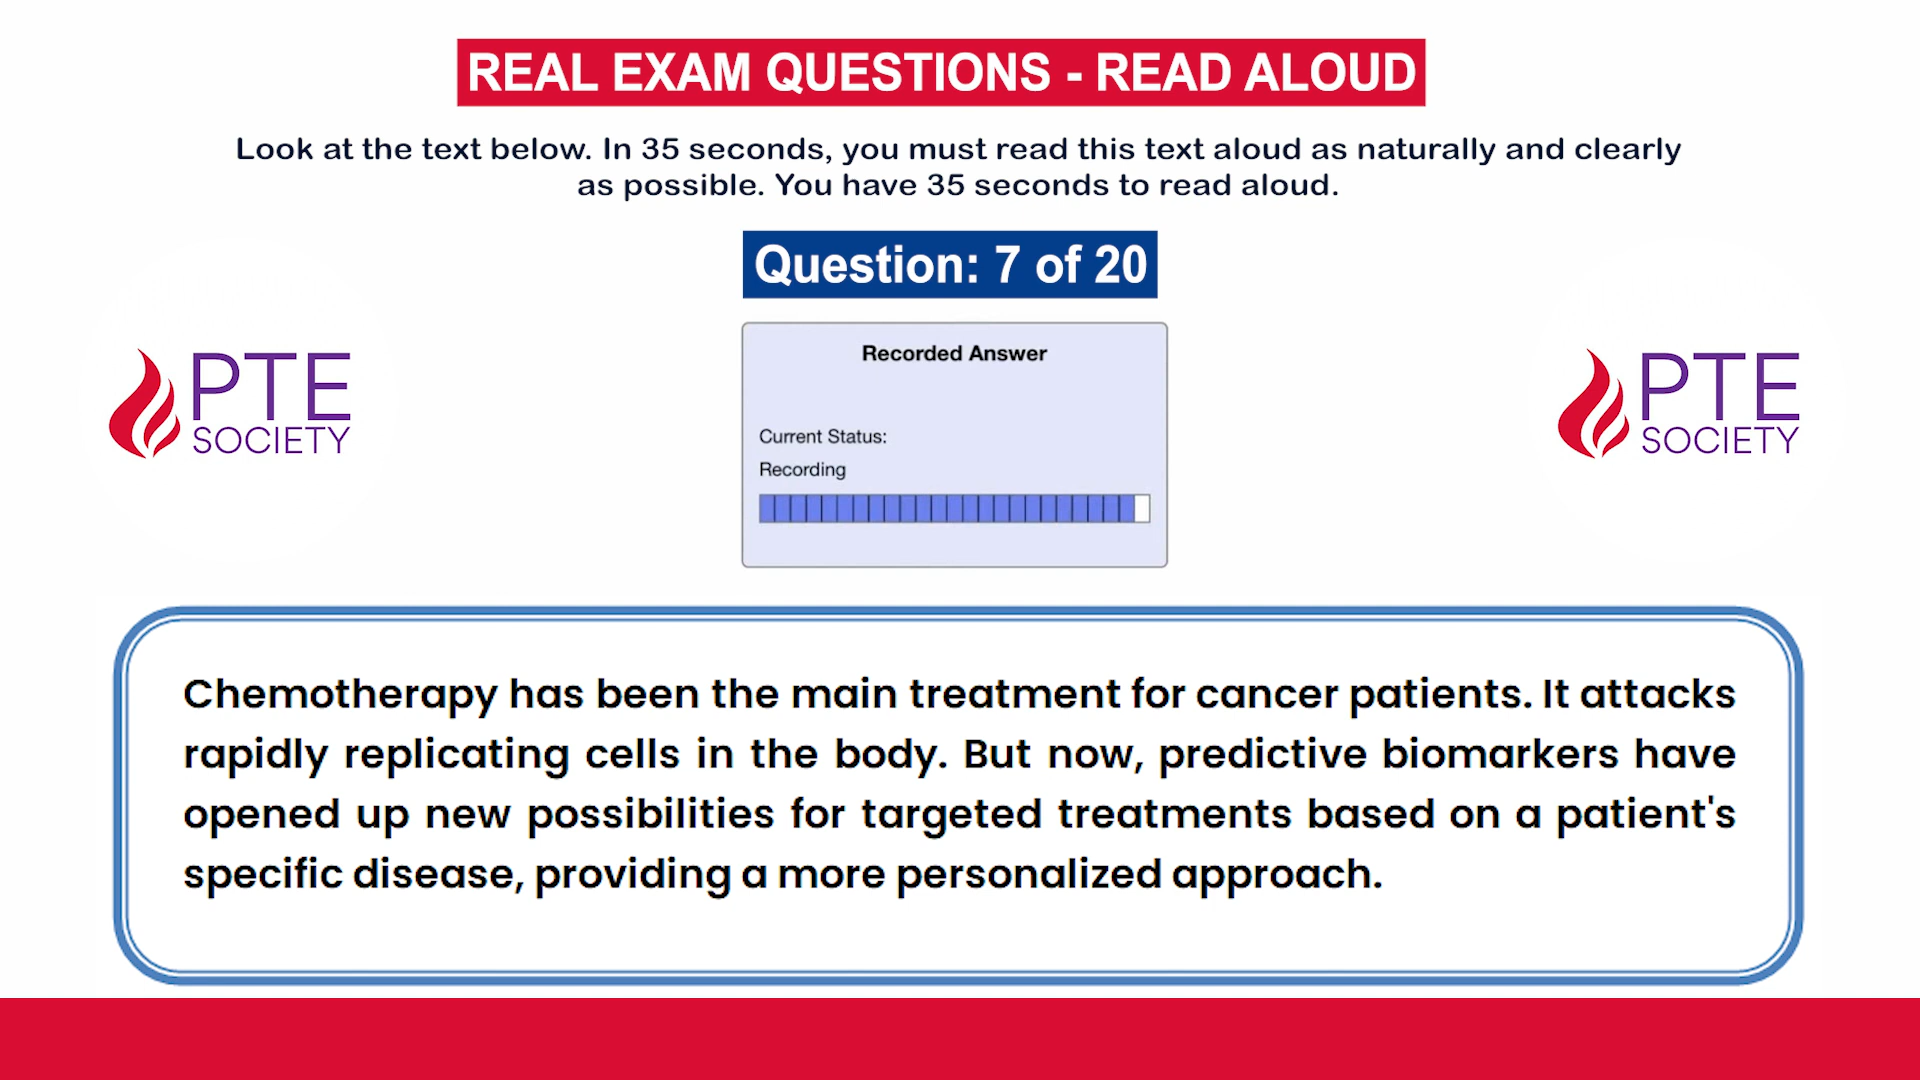 REAL EXAM QUESTIONS - READ ALOUD
Look at the text below. In 35 seconds, you must read this text aloud as naturally and clearly
as possible. You have 35 seconds to read aloud.
Question: 7 of 20
Recorded Answer
Current Status:
Recording
PTE
SOCIETY
PTE
SOCIETY
Chemotherapy has been the main treatment for cancer patients. It attacks
rapidly replicating cells in the body. But now, predictive biomarkers have
opened up new possibilities for targeted treatments based on a patient's
specific disease, providing a more personalized approach.